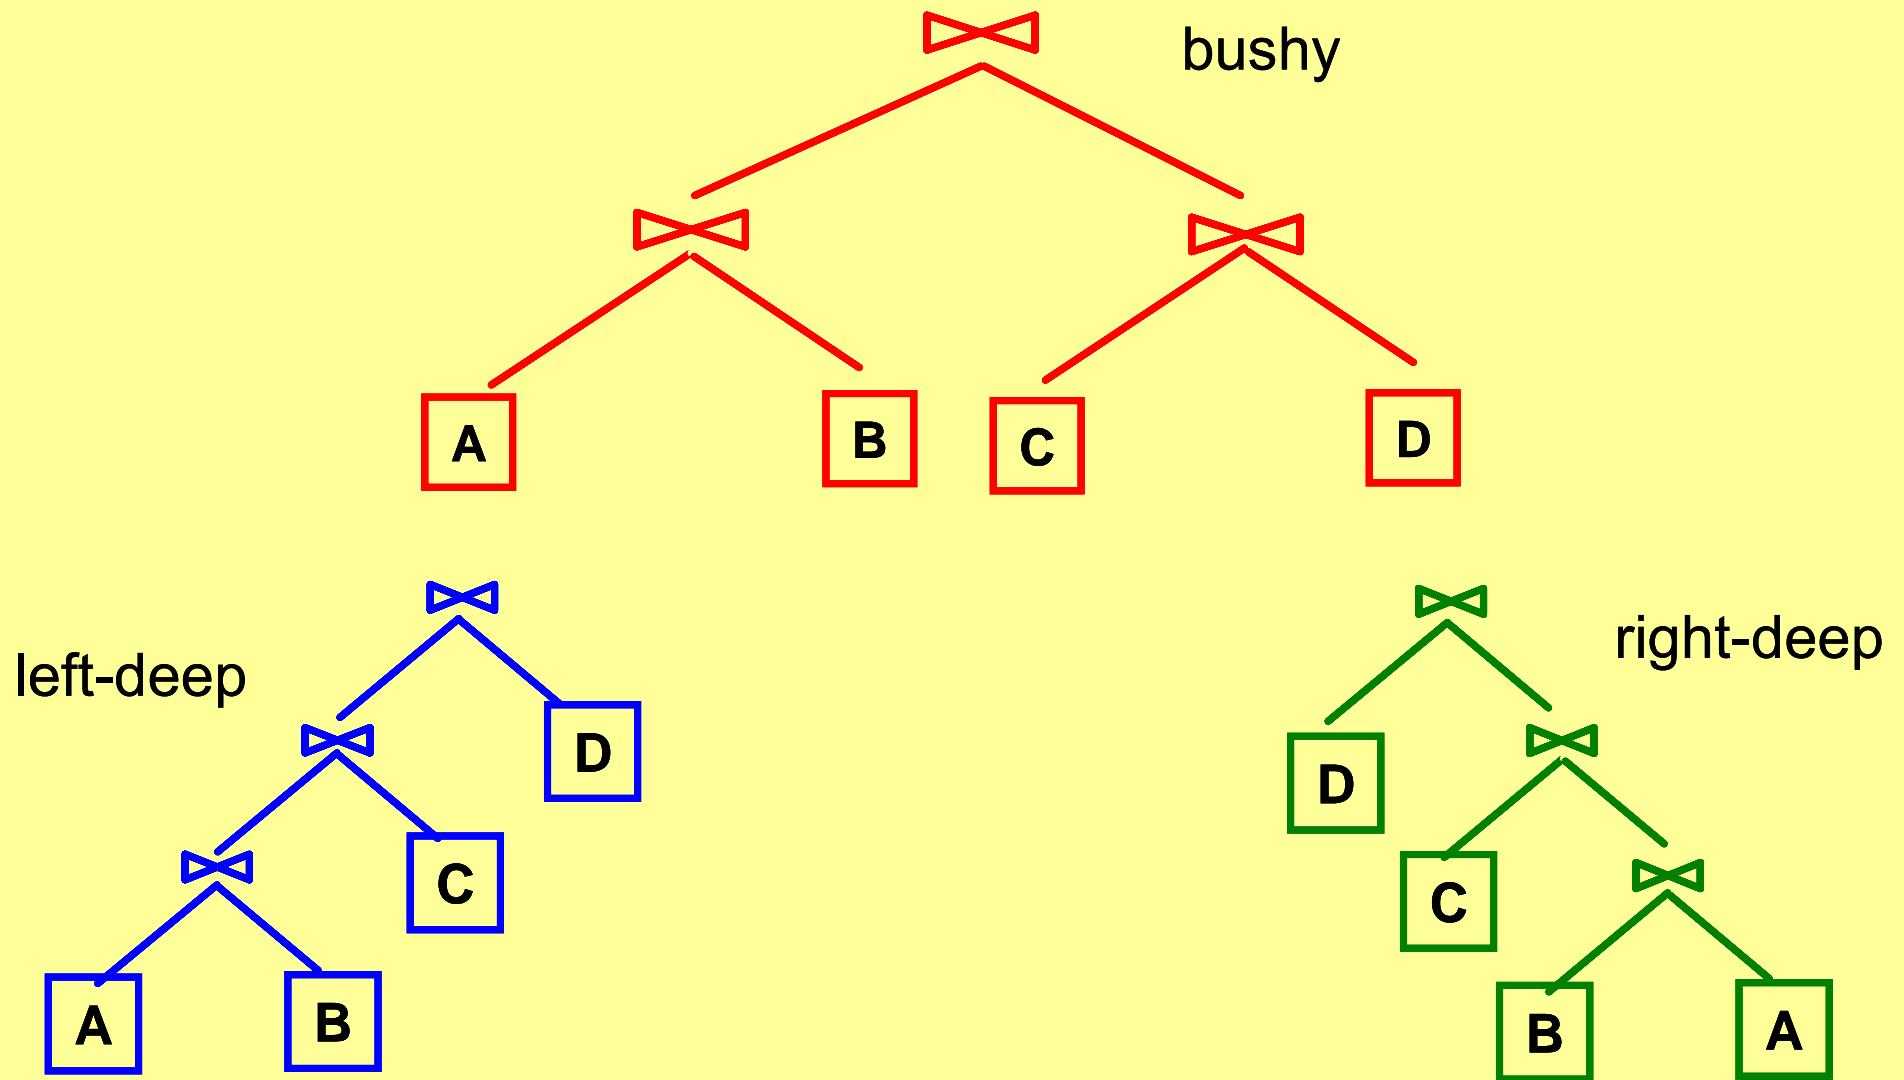 bushy
A B C D
left-deep
D
C
A B
right-deep
D
C
B A